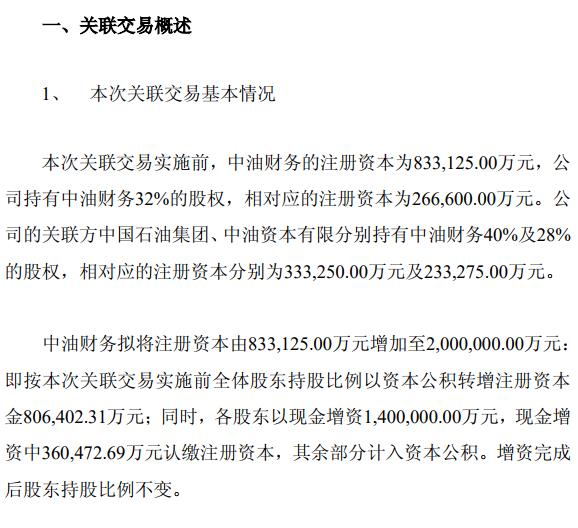 一、关联交易概述
1、 本次关联交易基本情况
本次关联交易实施前，中油财务的注册资本为833,125.00万元，公
司持有中油财务32%的股权，相对应的注册资本为266,600.00万元。公
司的关联方中国石油集团、中油资本有限分别持有中油财务40%及28%
的股权，相对应的注册资本分别为333,250.00万元及233,275.00万元。
中油财务拟将注册资本由833,125.00万元增加至2,000,000.00万元：
即按本次关联交易实施前全体股东持股比例以资本公积转增注册资本
金806,402.31万元；同时，各股东以现金增资1,400,000.00万元，现金增
资中360,472.69万元认缴注册资本，其余部分计入资本公积。增资完成
后股东持股比例不变。